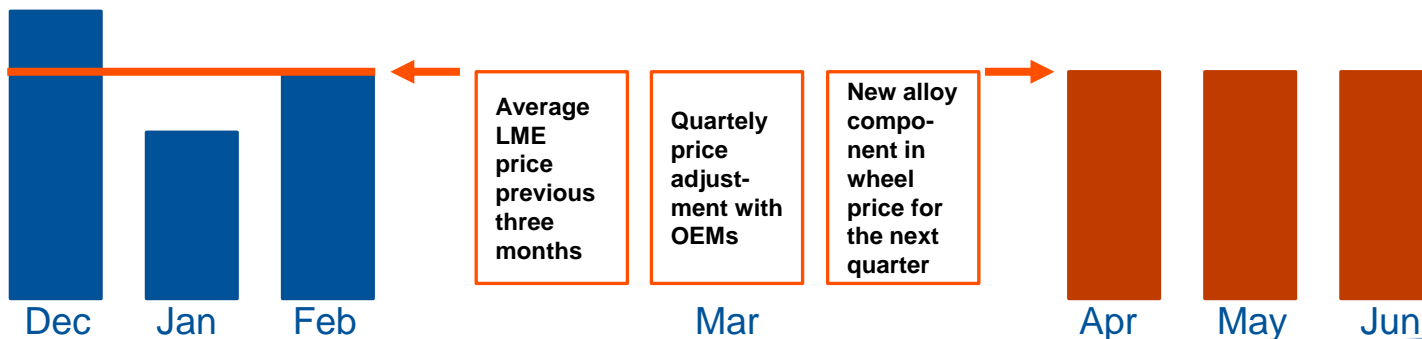 Average
LME
price
previous
three
months
Quartely
price
adjust-
ment with
OEMs
New alloy
compo-
nent in
wheel
price for
the next
quarter
Dec Jan Feb Mar Apr May Jun